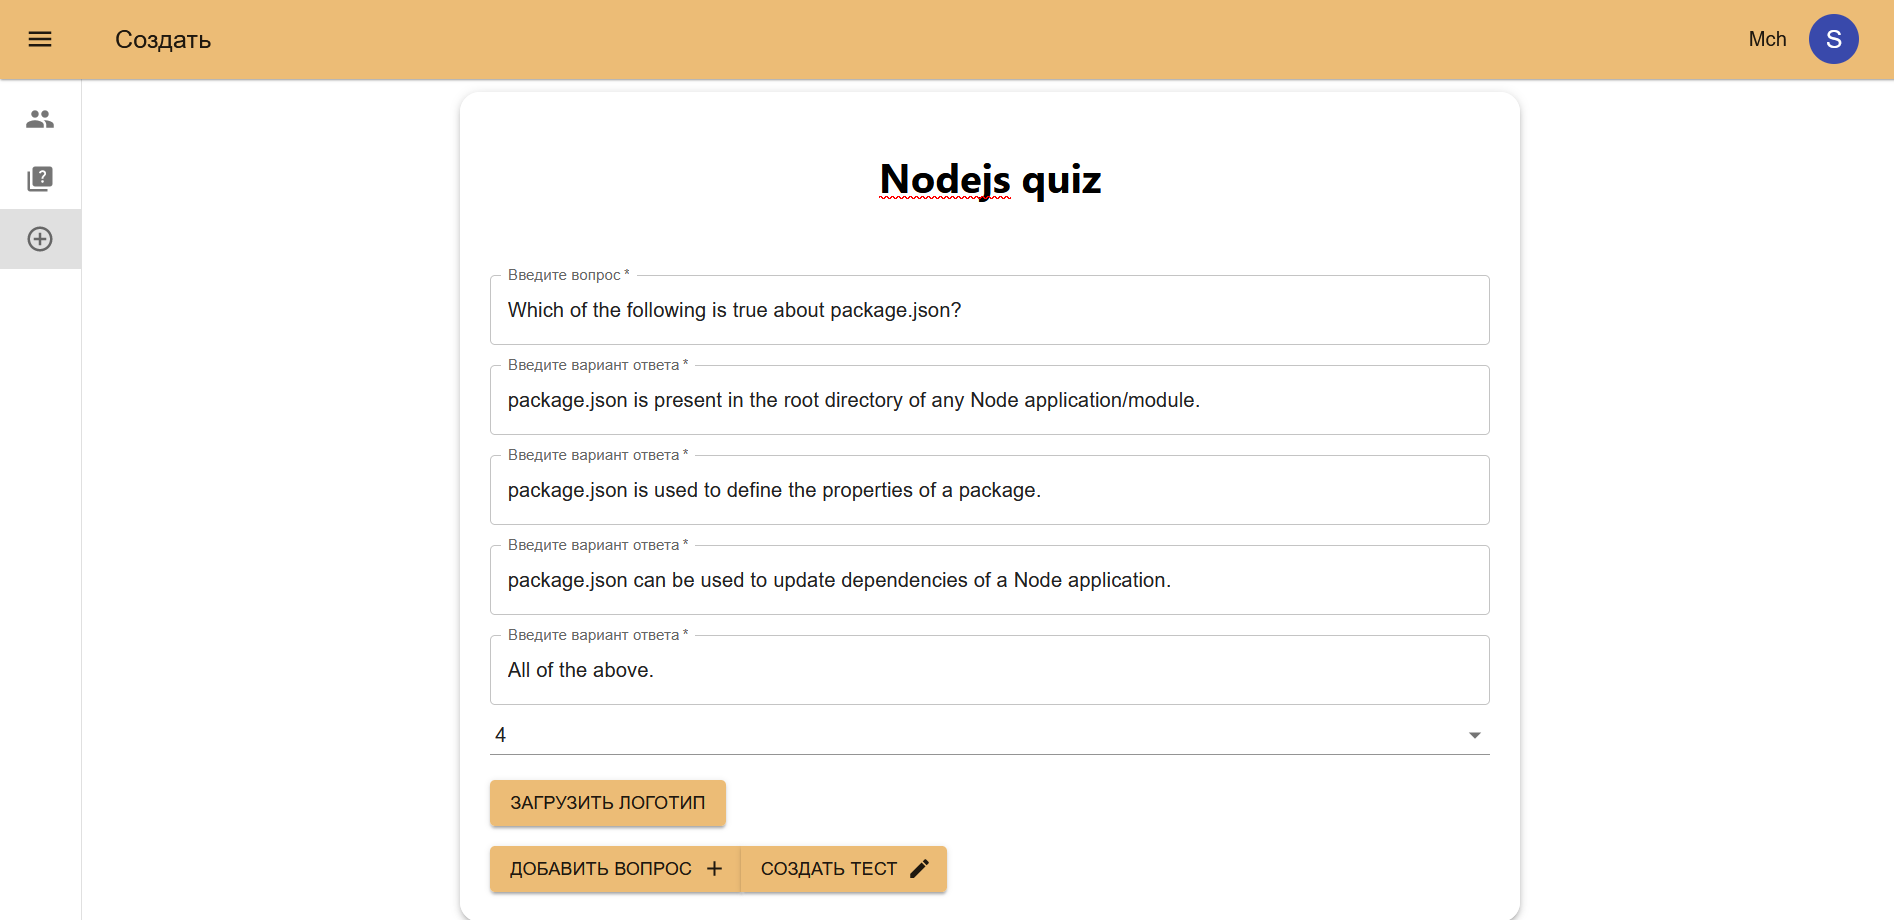 Создать
Mch
S
Nodejs quiz
Введите вопрос *
Which of the following is true about package.json?
Введите вариант ответа *
package.json is present in the root directory of any Node application/module.
Введите вариант ответа *
package.json is used to define the properties of a package.
Введите вариант ответа *
package.json can be used to update dependencies of a Node application.
Введите вариант ответа *
All of the above.
4
ЗАГРУЗИТЬ ЛОГОТИП
ДОБАВИТЬ ВОПРОС
СОЗДАТЬ ТЕСТ